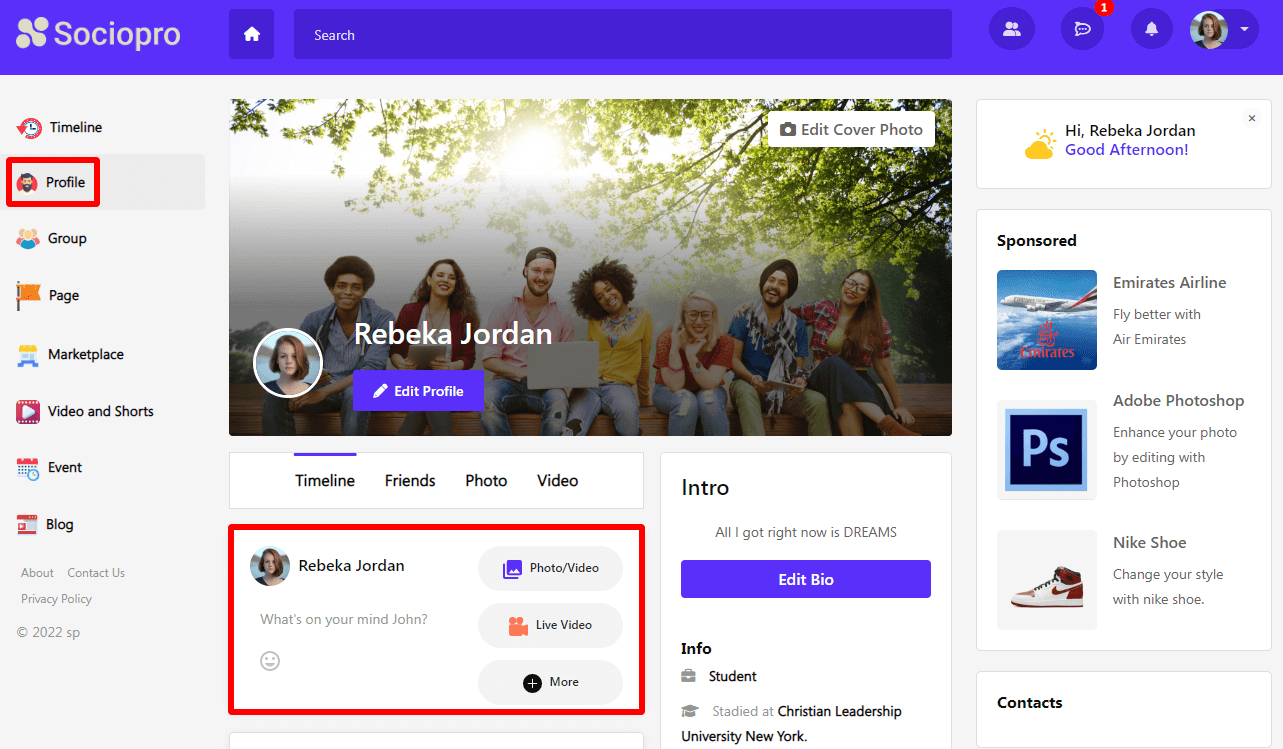 Sociopro
Search
1
Timeline
Profile
Group
Page
Marketplace
Video and Shorts
Event
Blog
About Contact Us
Privacy Policy
© 2022 sp
Edit Cover Photo
Rebeka Jordan
Edit Profile
Timeline Friends Photo Video
Rebeka Jordan
What's on your mind John?
Photo/Video
Live Video
More
Intro
All I got right now is DREAMS
Edit Bio
Info
Student
Stadied at Christian Leadership
University New York.
Hi, Rebeka Jordan
Good Afternoon!
Sponsored
Emirates
Emirates Airline
Fly better with
Air Emirates
Ps
Adobe Photoshop
Enhance your photo
by editing with
Photoshop
Nike Shoe
Change your style
with nike shoe.
Contacts